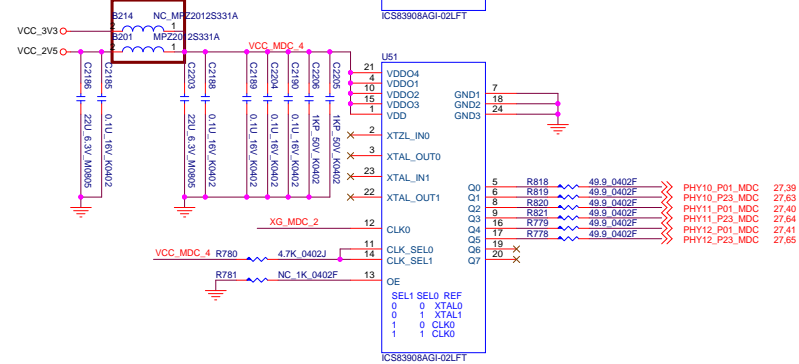 ICS83908AGI-02LFT
B214 NC_MPZ2012S331A
VCC_3V3 2 1
B201 MPZ2012S331A
VCC_2V5 2 1
VCC_MDC_4
U51
C2186
22U_6.3V_M0805
C2185
0.1U_16V_K0402
C2203
22U_6.3V_M0805
C2188
0.1U_16V_K0402
C2189
0.1U_16V_K0402
C2204
0.1U_16V_K0402
C2190
0.1U_16V_K0402
C2206
1KP_50V_K0402
C2205
1KP_50V_K0402
21 VDDO4
4 VDDO1
10 VDDO2
15 VDDO3
1 VDD
2 XTZL_IN0
3 XTAL_OUT0
23 XTAL_IN1
22 XTAL_OUT1
XG_MDC_2 12 CLK0
11 CLK_SEL0
VCC_MDC_4 R780 4.7K_0402J 14 CLK_SEL1
R781 NC_1K_0402F 13 OE
GND1 7
GND2 18
GND3 24
Q0 5 R818 49.9_0402F PHY10_P01_MDC 27,39
Q1 6 R819 49.9_0402F PHY10_P23_MDC 27,63
Q2 8 R820 49.9_0402F PHY11_P01_MDC 27,40
Q3 9 R821 49.9_0402F PHY11_P23_MDC 27,64
Q4 16 R779 49.9_0402F PHY12_P01_MDC 27,41
Q5 17 R778 49.9_0402F PHY12_P23_MDC 27,65
Q6 19
Q7 20
SEL1 SEL0 REF
0 0 XTAL0
0 1 XTAL1
1 0 CLK0
1 1 CLK0
ICS83908AGI-02LFT